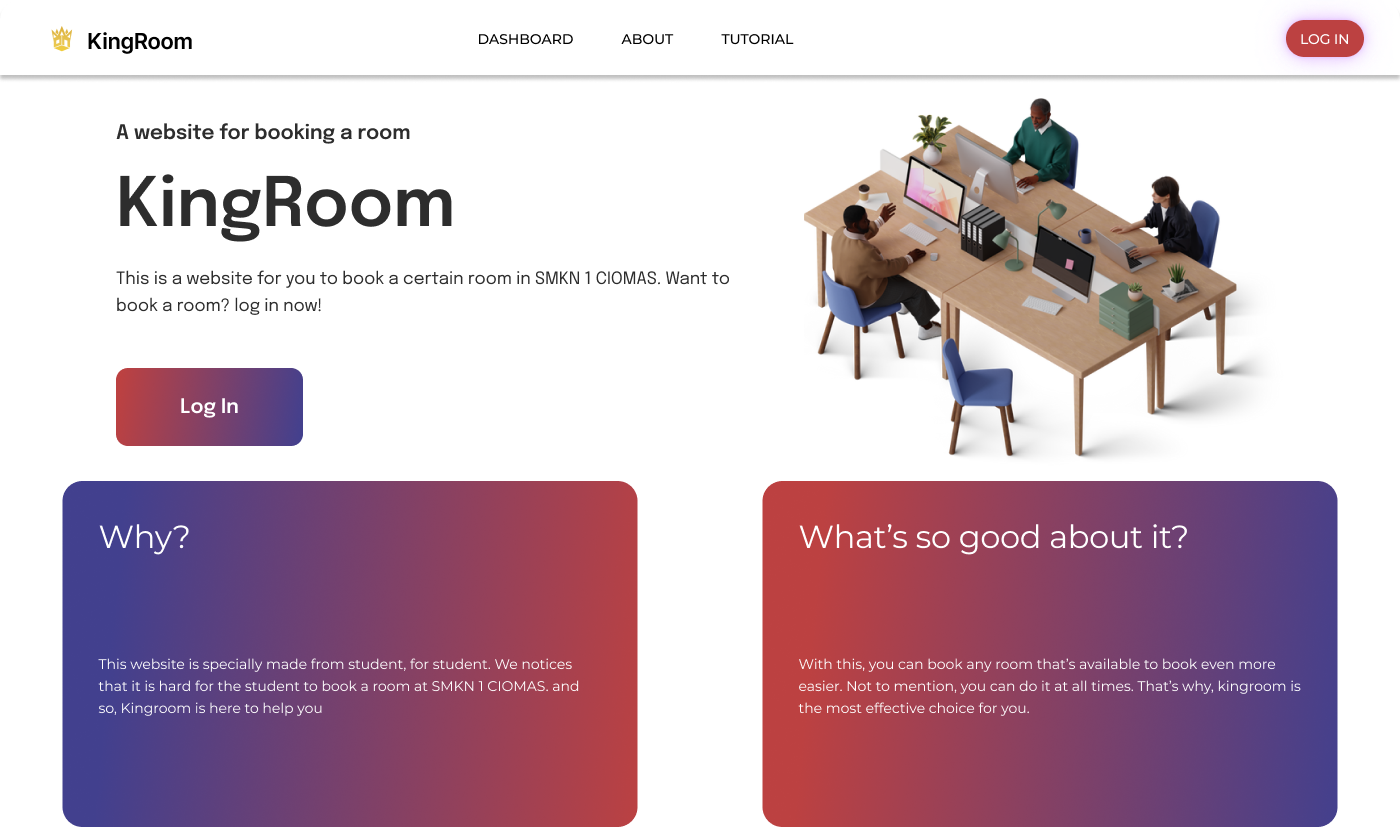 KingRoom
DASHBOARD
ABOUT
TUTORIAL
LOG IN
A website for booking a room
KingRoom
This is a website for you to book a certain room in SMKN 1 CIOMAS. Want to
book a room? log in now!
Log In
Why?
This website is specially made from student, for student. We notices
that it is hard for the student to book a room at SMKN 1 CIOMAS. and
so, Kingroom is here to help you
What's so good about it?
With this, you can book any room that's available to book even more
easier. Not to mention, you can do it at all times. That's why, kingroom is
the most effective choice for you.